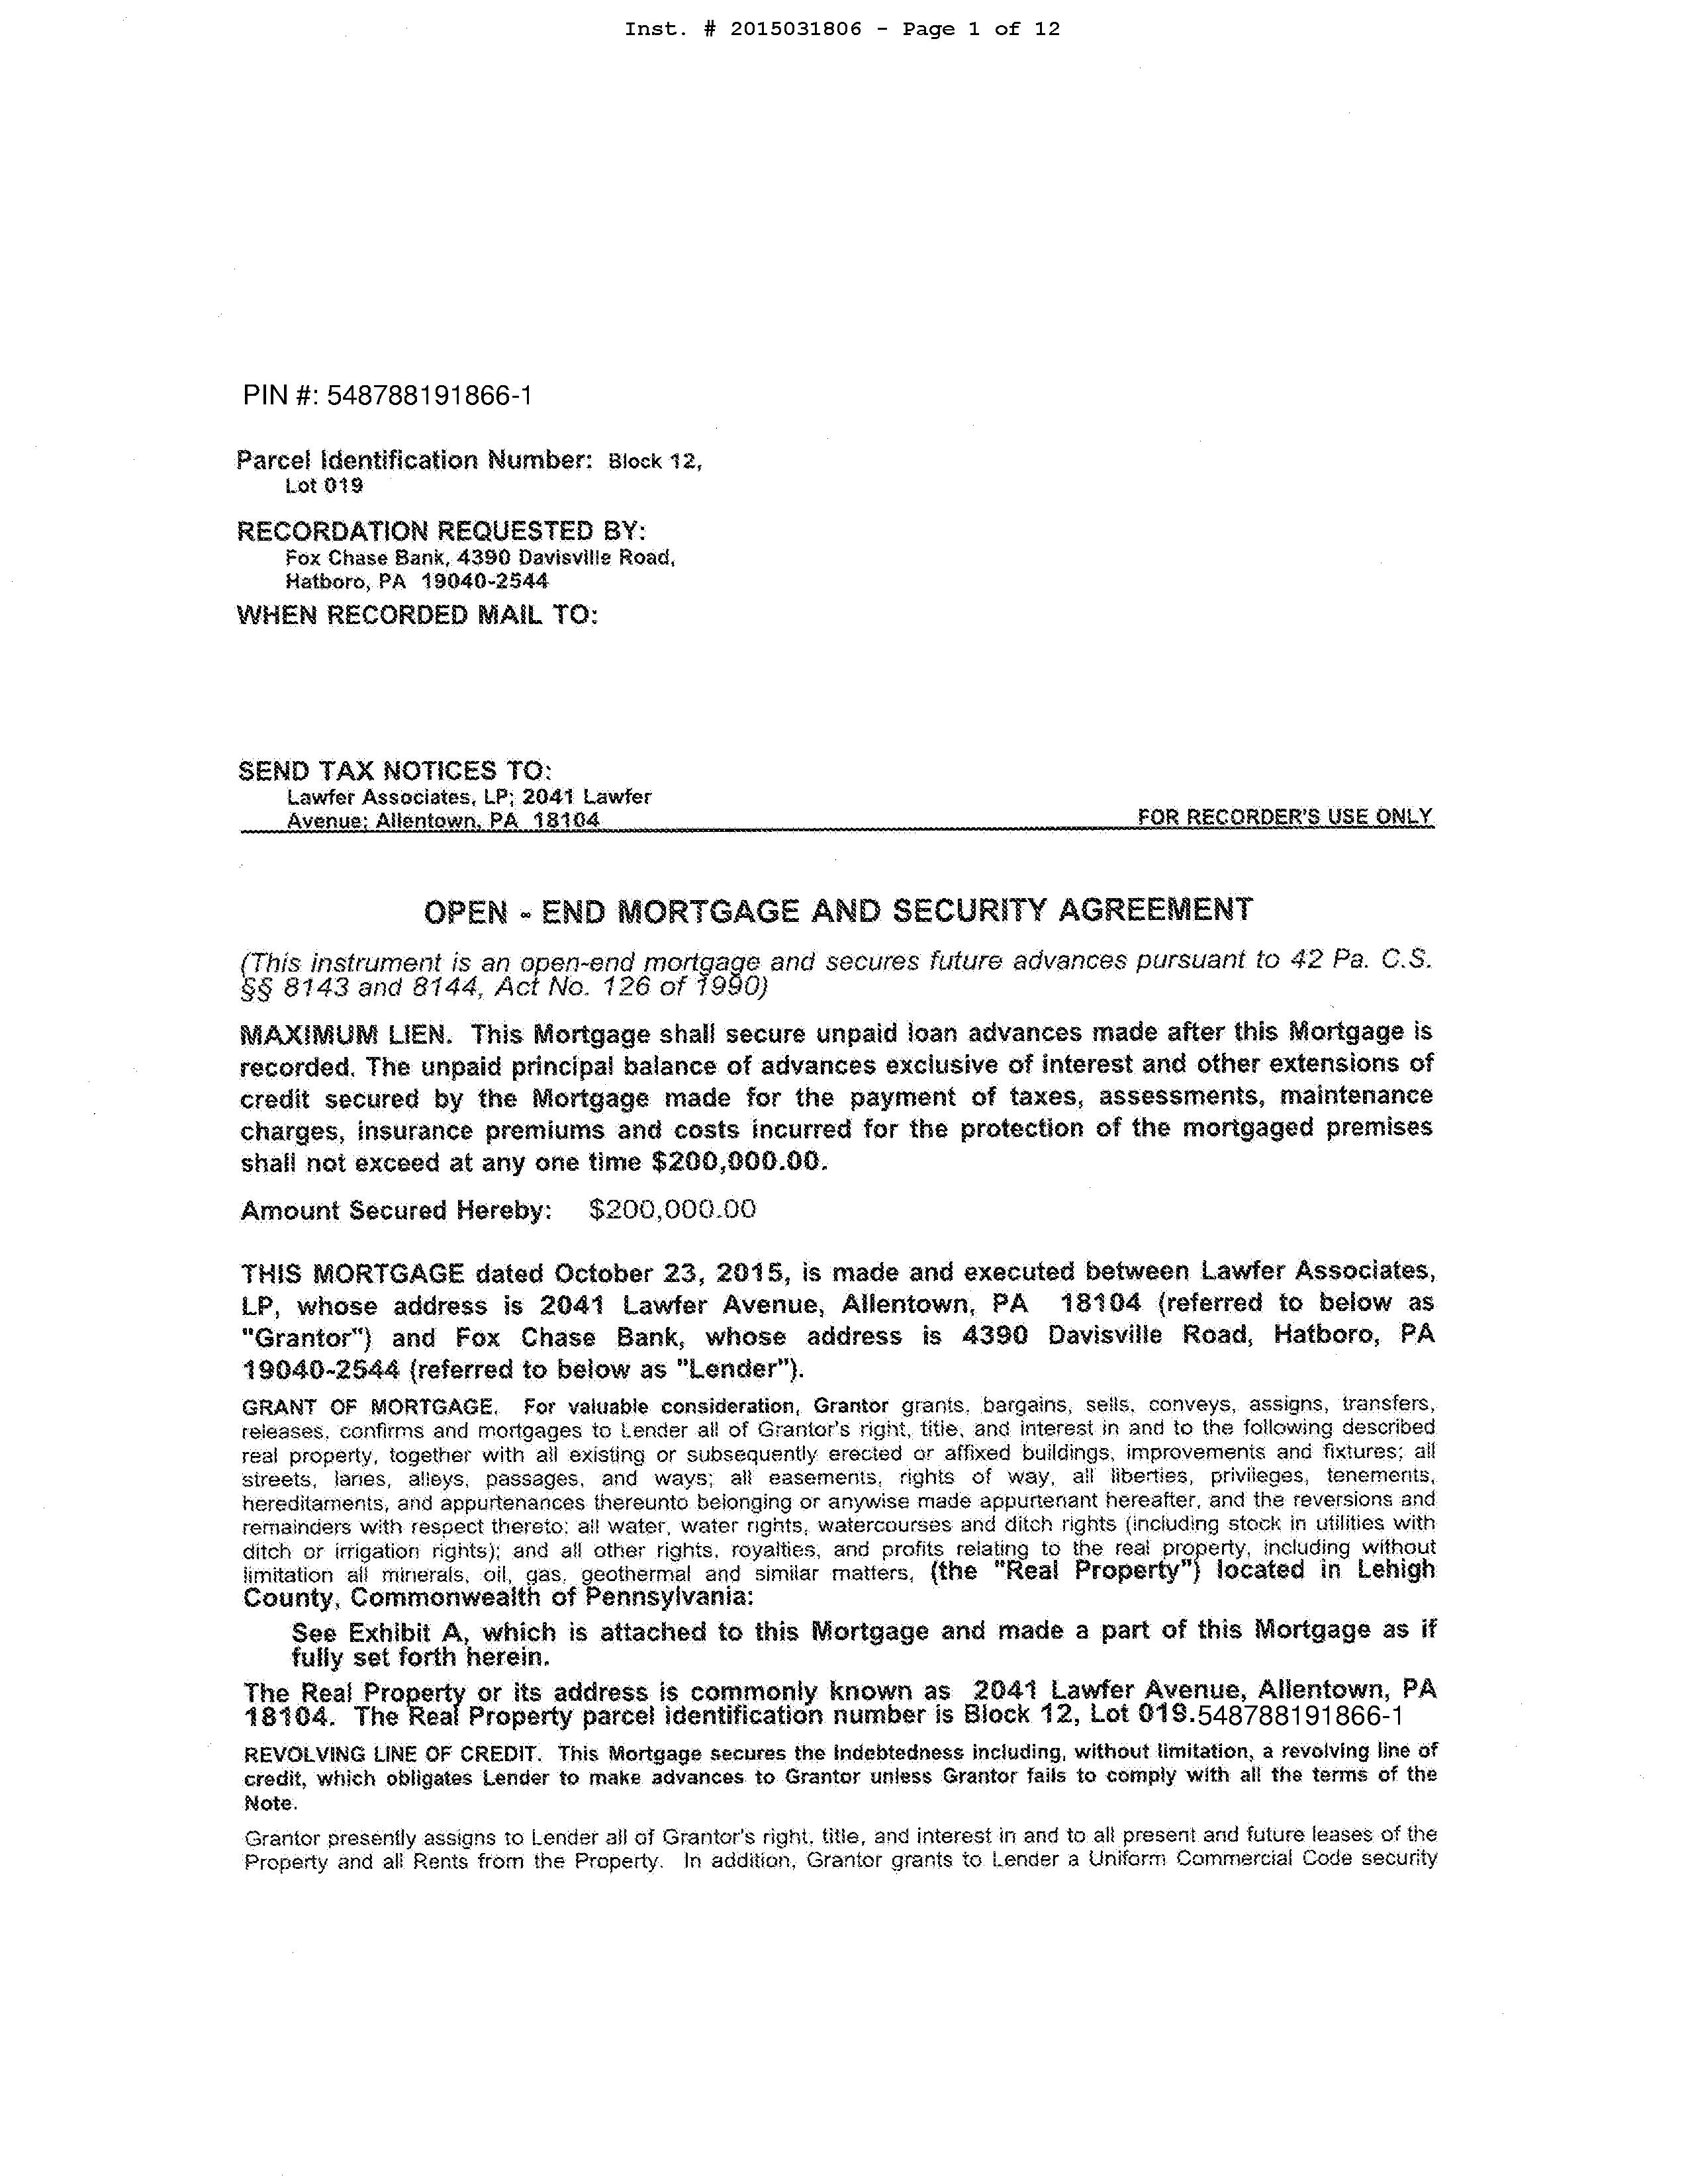 Inst. # 2015031806 - Page 1 of 12
PIN #: 548788191866-1
Parcel Identification Number: Block 12,
Lot 019
RECORDATION REQUESTED BY:
Fox Chase Bank, 4390 Davisville Road,
Hatboro, PA 19040-2544
WHEN RECORDED MAIL TO:
SEND TAX NOTICES TO:
Lawfer Associates, LP; 2041 Lawfer
Avenue; Allentown, PA 18104
FOR RECORDER'S USE ONLY
OPEN - END MORTGAGE AND SECURITY AGREEMENT
(This instrument is an open-end mortgage and secures future advances pursuant to 42 Pa. C.S.
§§ 8143 and 8144, Act No. 126 of 1990)
MAXIMUM LIEN. This Mortgage shall secure unpaid loan advances made after this Mortgage is
recorded. The unpaid principal balance of advances exclusive of interest and other extensions of
credit secured by the Mortgage made for the payment of taxes, assessments, maintenance
charges, insurance premiums and costs incurred for the protection of the mortgaged premises
shall not exceed at any one time $200,000.00.
Amount Secured Hereby: $200,000.00
THIS MORTGAGE dated October 23, 2015, is made and executed between Lawfer Associates,
LP, whose address is 2041 Lawfer Avenue, Allentown, PA 18104 (referred to below as
"Grantor") and Fox Chase Bank, whose address is 4390 Davisville Road, Hatboro, PA
19040-2544 (referred to below as "Lender").
GRANT OF MORTGAGE. For valuable consideration, Grantor grants, bargains, sells, conveys, assigns, transfers,
releases, confirms and mortgages to Lender all of Grantor's right, title, and interest in and to the following described
real property, together with all existing or subsequently erected or affixed buildings, improvements and fixtures; all
streets, lanes, alleys, passages, and ways; all easements, rights of way, all liberties, privileges, tenements,
hereditaments, and appurtenances thereunto belonging or anywise made appurtenant hereafter, and the reversions and
remainders with respect thereto; all water, water rights, watercourses and ditch rights (including stock in utilities with
ditch or irrigation rights); and all other rights, royalties, and profits relating to the real property, including without
limitation all minerals, oil, gas, geothermal and similar matters, (the "Real Property") located in Lehigh
County, Commonwealth of Pennsylvania:
See Exhibit A, which is attached to this Mortgage and made a part of this Mortgage as if
fully set forth herein.
The Real Property or its address is commonly known as 2041 Lawfer Avenue, Allentown, PA
18104. The Real Property parcel identification number is Block 12, Lot 019.548788191866-1
REVOLVING LINE OF CREDIT. This Mortgage secures the Indebtedness including, without limitation, a revolving line of
credit, which obligates Lender to make advances to Grantor unless Grantor fails to comply with all the terms of the
Note.
Grantor presently assigns to Lender all of Grantor's right, title, and interest in and to all present and future leases of the
Property and all Rents from the Property. In addition, Grantor grants to Lender a Uniform Commercial Code security